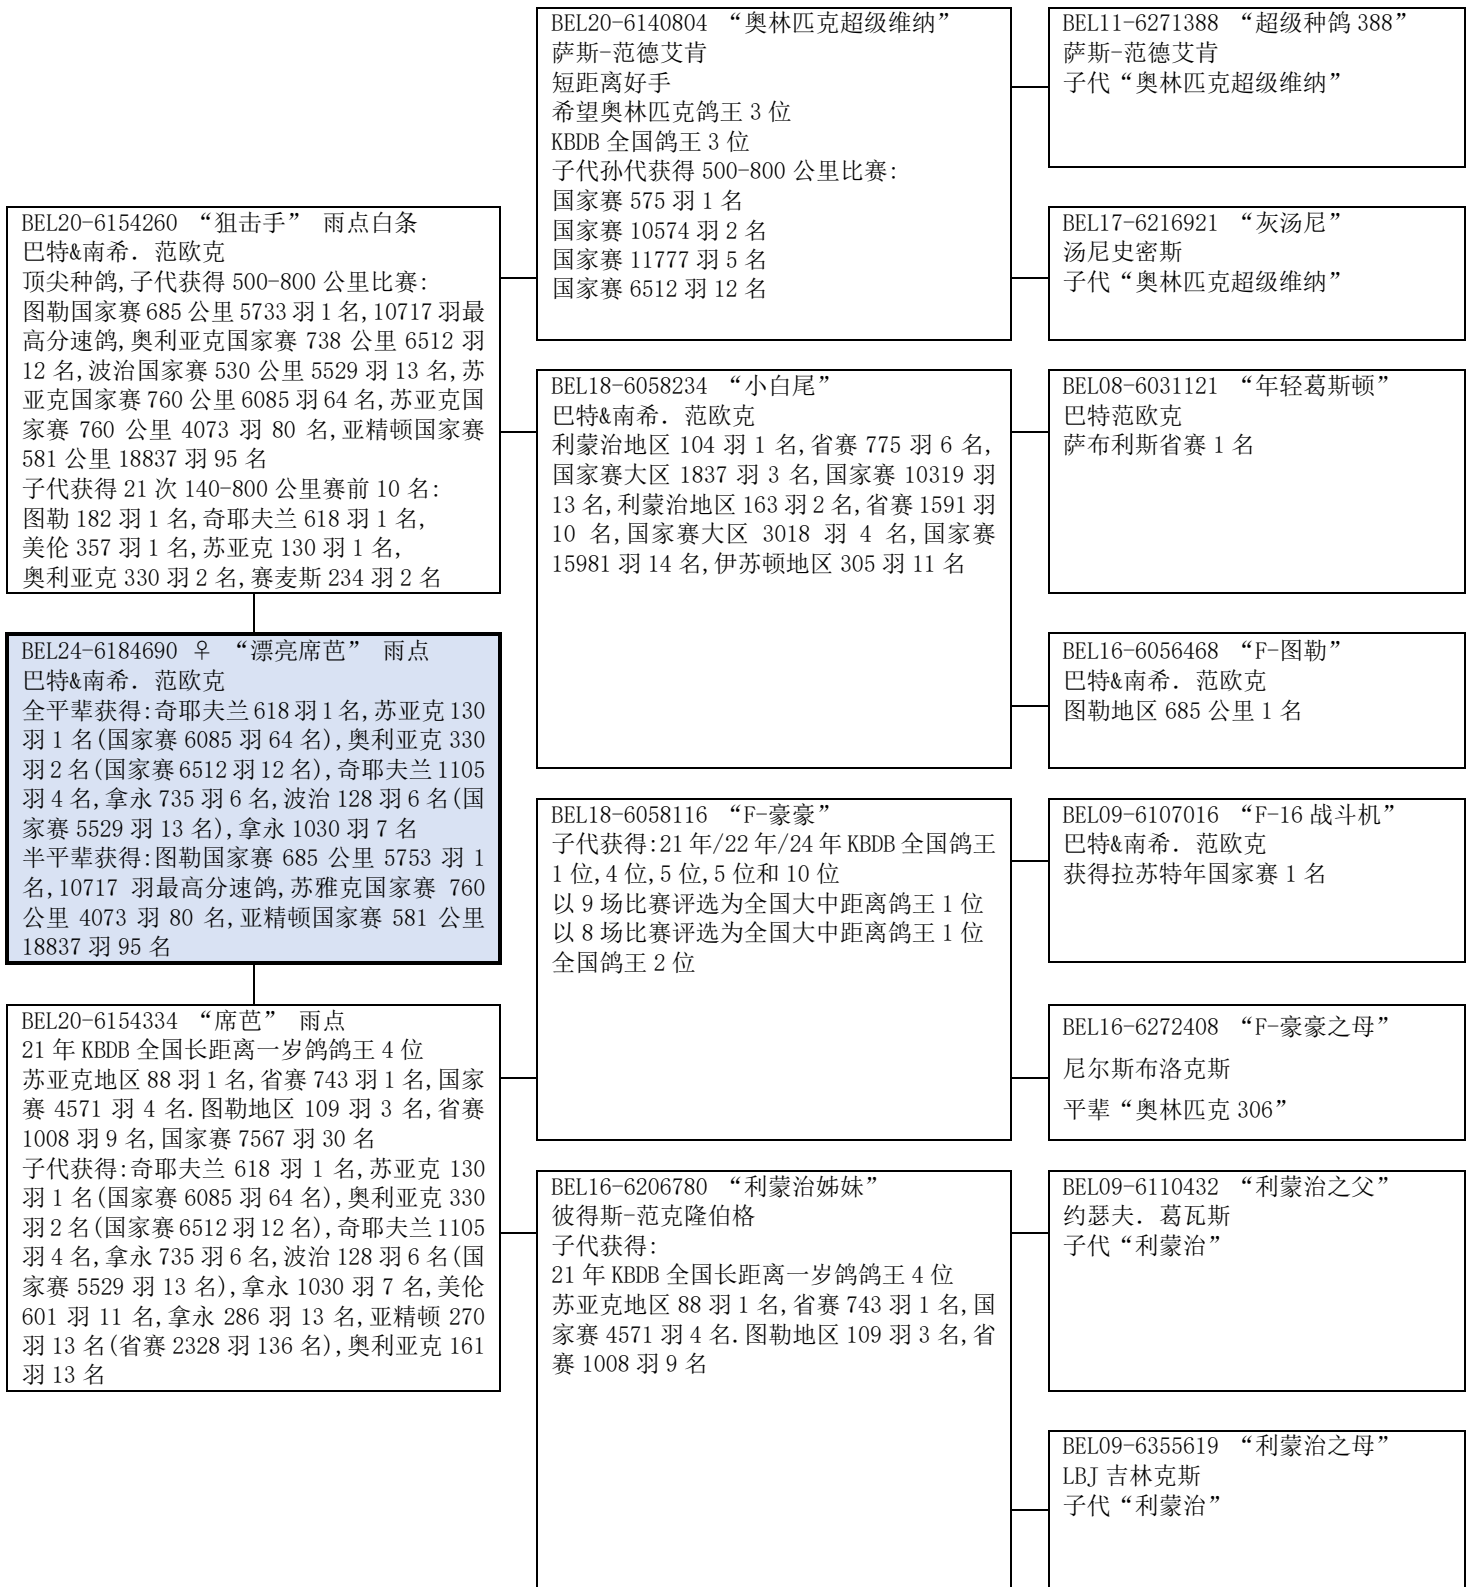 BEL20-6154260 “狙击手” 雨点白条
巴特&南希. 范欧克
顶尖种鸽,子代获得 500-800 公里比赛:
图勒国家赛 685 公里 5733 羽 1 名,10717 羽最
高分速鸽,奥利亚克国家赛 738 公里 6512 羽
12 名,波治国家赛 530 公里 5529 羽 13 名,苏
亚克国家赛 760 公里 6085 羽 64 名,苏亚克国
家赛 760 公里 4073 羽 80 名,亚精顿国家赛
581 公里 18837 羽 95 名
子代获得 21 次 140-800 公里赛前 10 名:
图勒 182 羽 1 名,奇耶夫兰 618 羽 1 名,
美伦 357 羽 1 名,苏亚克 130 羽 1 名,
奥利亚克 330 羽 2 名,赛麦斯 234 羽 2 名
BEL24-6184690 ♀ “漂亮席芭” 雨点
巴特&南希. 范欧克
全平辈获得:奇耶夫兰 618 羽 1 名,苏亚克 130
羽 1 名(国家赛 6085 羽 64 名),奥利亚克 330
羽 2 名(国家赛 6512 羽 12 名),奇耶夫兰 1105
羽 4 名,拿永 735 羽 6 名,波治 128 羽 6 名(国
家赛 5529 羽 13 名),拿永 1030 羽 7 名
半平辈获得:图勒国家赛 685 公里 5753 羽 1
名,10717 羽最高分速鸽,苏雅克国家赛 760
公里 4073 羽 80 名,亚精顿国家赛 581 公里
18837 羽 95 名
BEL20-6154334 “席芭” 雨点
21 年 KBDB 全国长距离一岁鸽鸽王 4 位
苏亚克地区 88 羽 1 名,省赛 743 羽 1 名,国家
赛 4571 羽 4 名.图勒地区 109 羽 3 名,省赛
1008 羽 9 名,国家赛 7567 羽 30 名
子代获得:奇耶夫兰 618 羽 1 名,苏亚克 130
羽 1 名(国家赛 6085 羽 64 名),奥利亚克 330
羽 2 名(国家赛 6512 羽 12 名),奇耶夫兰 1105
羽 4 名,拿永 735 羽 6 名,波治 128 羽 6 名(国
家赛 5529 羽 13 名),拿永 1030 羽 7 名,美伦
601 羽 11 名,拿永 286 羽 13 名,亚精顿 270
羽 13 名(省赛 2328 羽 136 名),奥利亚克 161
羽 13 名
BEL20-6140804 “奥林匹克超级维纳”
萨斯-范德艾肯
短距离好手
希望奥林匹克鸽王 3 位
KBDB 全国鸽王 3 位
子代孙代获得 500-800 公里比赛:
国家赛 575 羽 1 名
国家赛 10574 羽 2 名
国家赛 11777 羽 5 名
国家赛 6512 羽 12 名
BEL18-6058234 “小白尾”
巴特&南希. 范欧克
利蒙治地区 104 羽 1 名,省赛 775 羽 6 名,
国家赛大区 1837 羽 3 名,国家赛 10319 羽
13 名,利蒙治地区 163 羽 2 名,省赛 1591 羽
10 名,国家赛大区 3018 羽 4 名,国家赛
15981 羽 14 名,伊苏顿地区 305 羽 11 名
BEL18-6058116 “F-豪豪”
子代获得:21 年/22 年/24 年 KBDB 全国鸽王
1 位,4 位,5 位,5 位和 10 位
以 9 场比赛评选为全国大中距离鸽王 1 位
以 8 场比赛评选为全国大中距离鸽王 1 位
全国鸽王 2 位
BEL16-6206780 “利蒙治姊妹”
彼得斯-范克隆伯格
子代获得:
21 年 KBDB 全国长距离一岁鸽鸽王 4 位
苏亚克地区 88 羽 1 名,省赛 743 羽 1 名,国
家赛 4571 羽 4 名.图勒地区 109 羽 3 名,省
赛 1008 羽 9 名
BEL11-6271388 “超级种鸽 388”
萨斯-范德艾肯
子代“奥林匹克超级维纳”
BEL17-6216921 “灰汤尼”
汤尼史密斯
子代“奥林匹克超级维纳”
BEL08-6031121 “年轻葛斯顿”
巴特范欧克
萨布利斯省赛 1 名
BEL16-6056468 “F-图勒”
巴特&南希. 范欧克
图勒地区 685 公里 1 名
BEL09-6107016 “F-16 战斗机”
巴特&南希. 范欧克
获得拉苏特年国家赛 1 名
BEL16-6272408 “F-豪豪之母”
尼尔斯布洛克斯
平辈“奥林匹克 306”
BEL09-6110432 “利蒙治之父”
约瑟夫. 葛瓦斯
子代“利蒙治”
BEL09-6355619 “利蒙治之母”
LBJ 吉林克斯
子代“利蒙治”